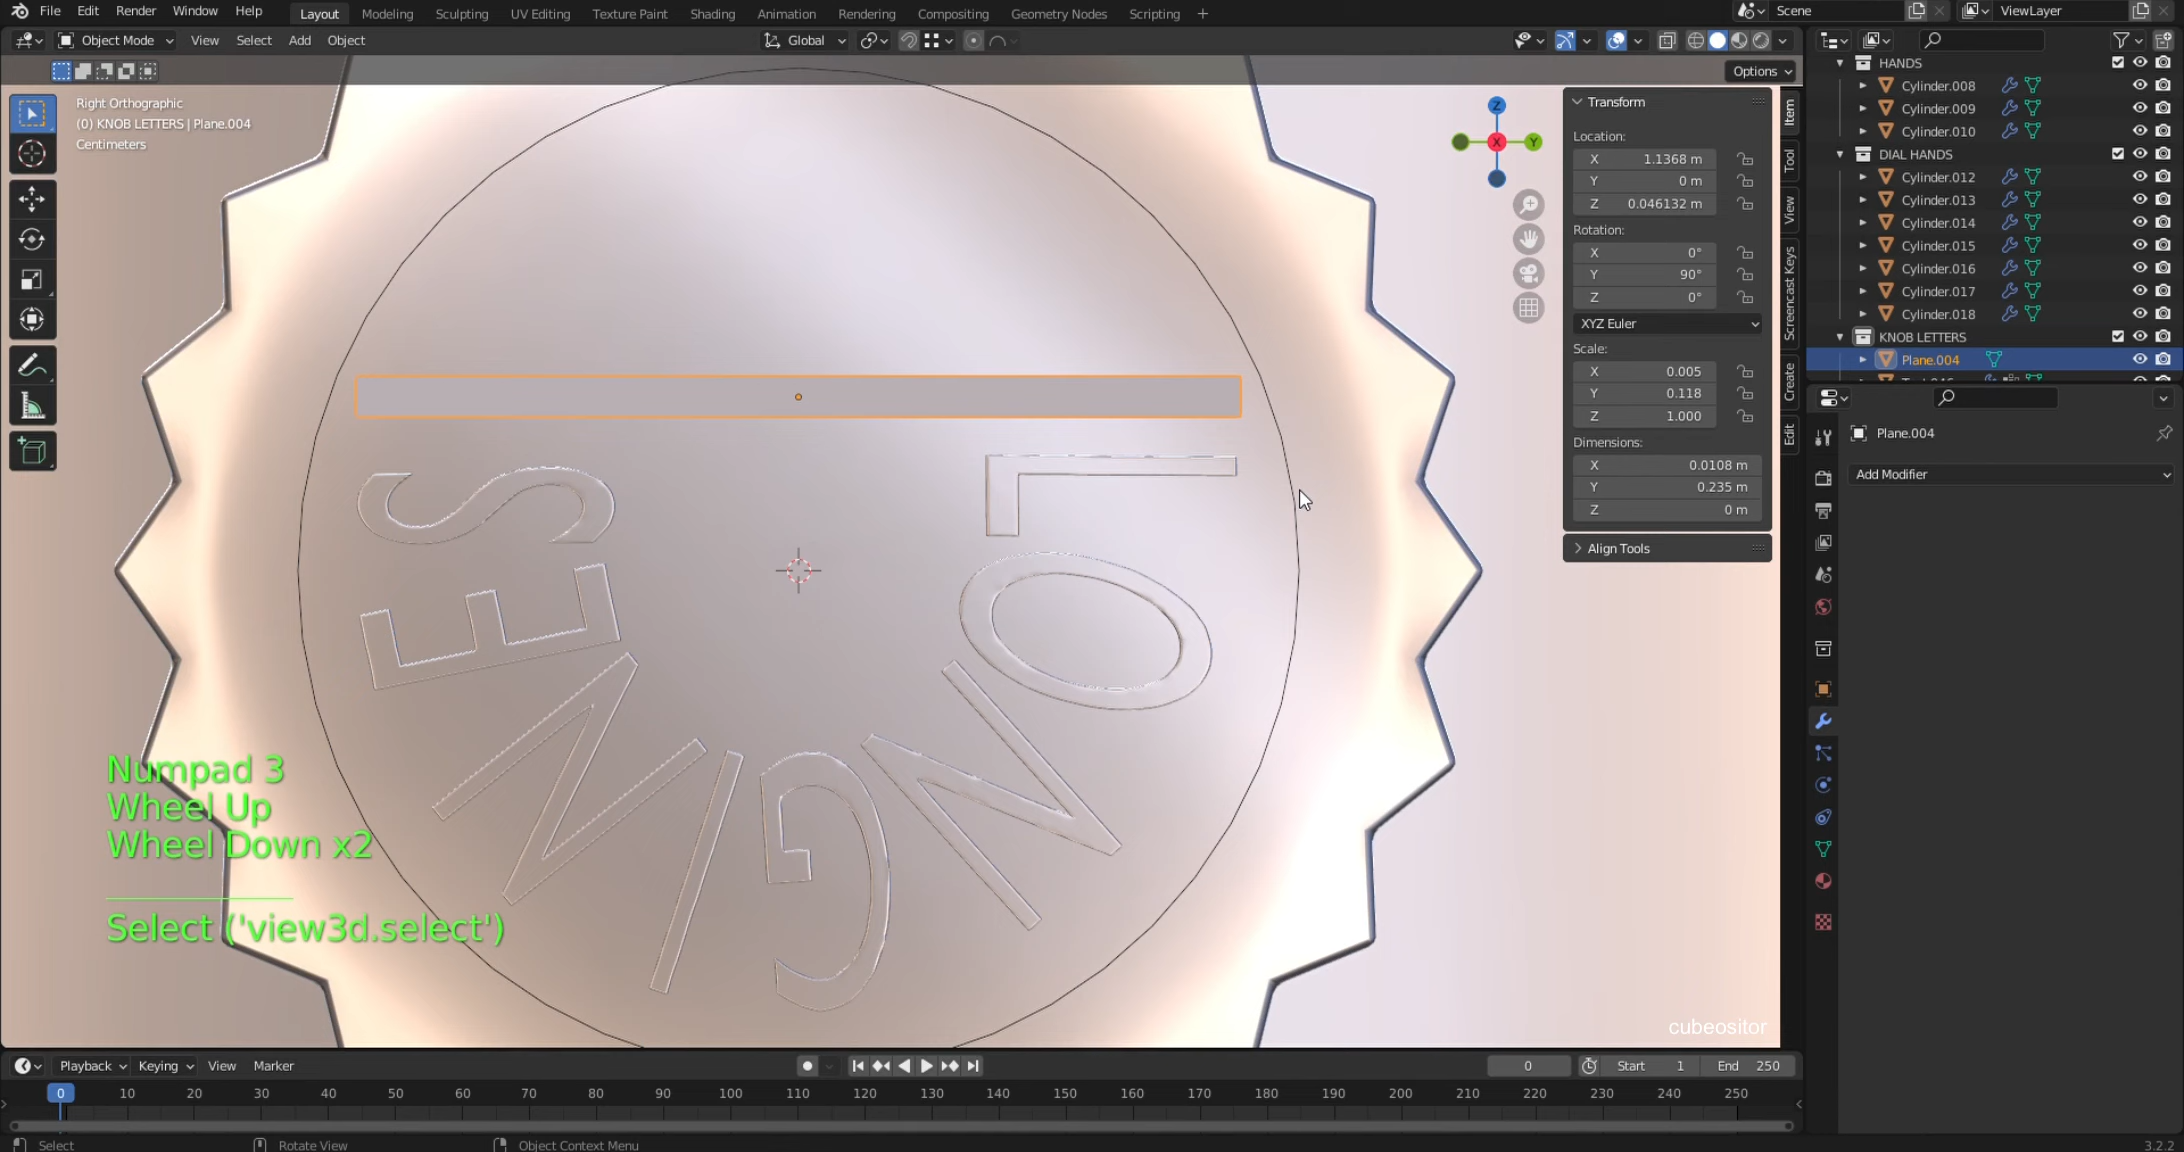 File Edit Render Window Help Layout Modeling Sculpting UV Editing Texture Paint Shading Animation Rendering Compositing Geometry Nodes Scripting + Scene ViewLayer
Object Mode View Select Add Object Global
Options
Right Orthographic
(0) KNOB LETTERS | Plane.004
Centimeters
Transform
Location:
X 1.1368 m
Y 0 m
Z 0.046132 m
Rotation:
X 0°
Y 90°
Z 0°
XYZ Euler
Scale:
X 0.005
Y 0.118
Z 1.000
Dimensions:
X 0.0108 m
Y 0.235 m
Z 0 m
Align Tools
Item
Tool
View
Screencast Keys
Create
Edit
Z
X
Y
HANDS
Cylinder.008
Cylinder.009
Cylinder.010
DIAL HANDS
Cylinder.012
Cylinder.013
Cylinder.014
Cylinder.015
Cylinder.016
Cylinder.017
Cylinder.018
KNOB LETTERS
Plane.004
Plane.004
Add Modifier
LONGINES
Numpad 3
Wheel Up
Wheel Down x2
Select ('view3d.select')
cubeositor
Playback Keying View Marker 0 Start 1 End 250
0 10 20 30 40 50 60 70 80 90 100 110 120 130 140 150 160 170 180 190 200 210 220 230 240 250
Select Rotate View Object Context Menu 3.2.2